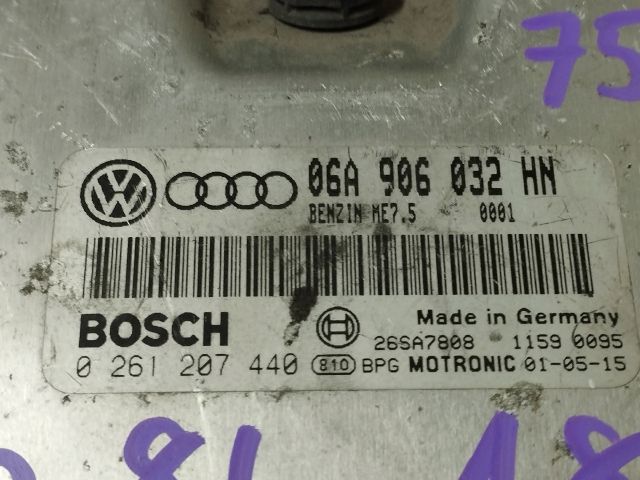 75
06A 906 032 HN
BENZIN ME7.5 0001
BOSCH
Made in Germany
26SA7808 1159 0095
0 261 207 440 810 BPG MOTRONIC 01-05-15